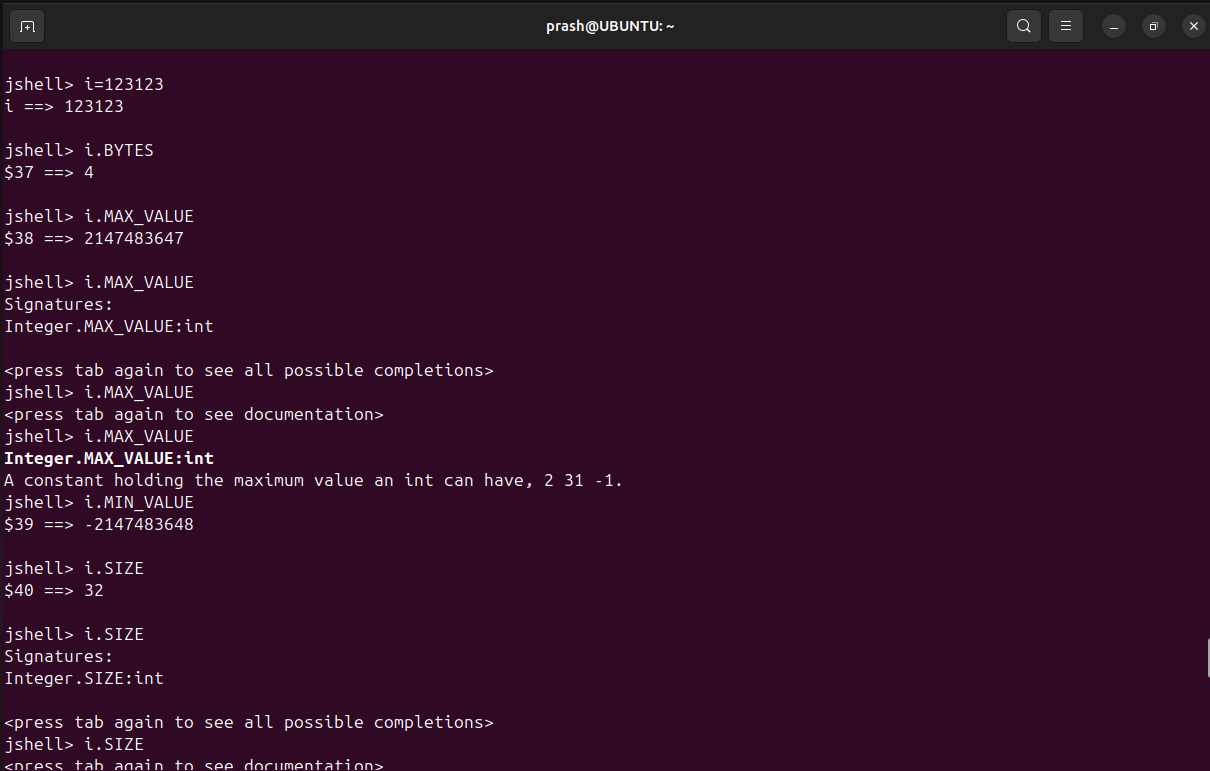 prash@UBUNTU: ~
jshell> i=123123
i ==> 123123
jshell> i.BYTES
$37 ==> 4
jshell> i.MAX_VALUE
$38 ==> 2147483647
jshell> i.MAX_VALUE
Signatures:
Integer.MAX_VALUE:int
<press tab again to see all possible completions>
jshell> i.MAX_VALUE
<press tab again to see documentation>
jshell> i.MAX_VALUE
Integer.MAX_VALUE:int
A constant holding the maximum value an int can have, 2 31 -1.
jshell> i.MIN_VALUE
$39 ==> -2147483648
jshell> i.SIZE
$40 ==> 32
jshell> i.SIZE
Signatures:
Integer.SIZE:int
<press tab again to see all possible completions>
jshell> i.SIZE
<press tab again to see documentation>